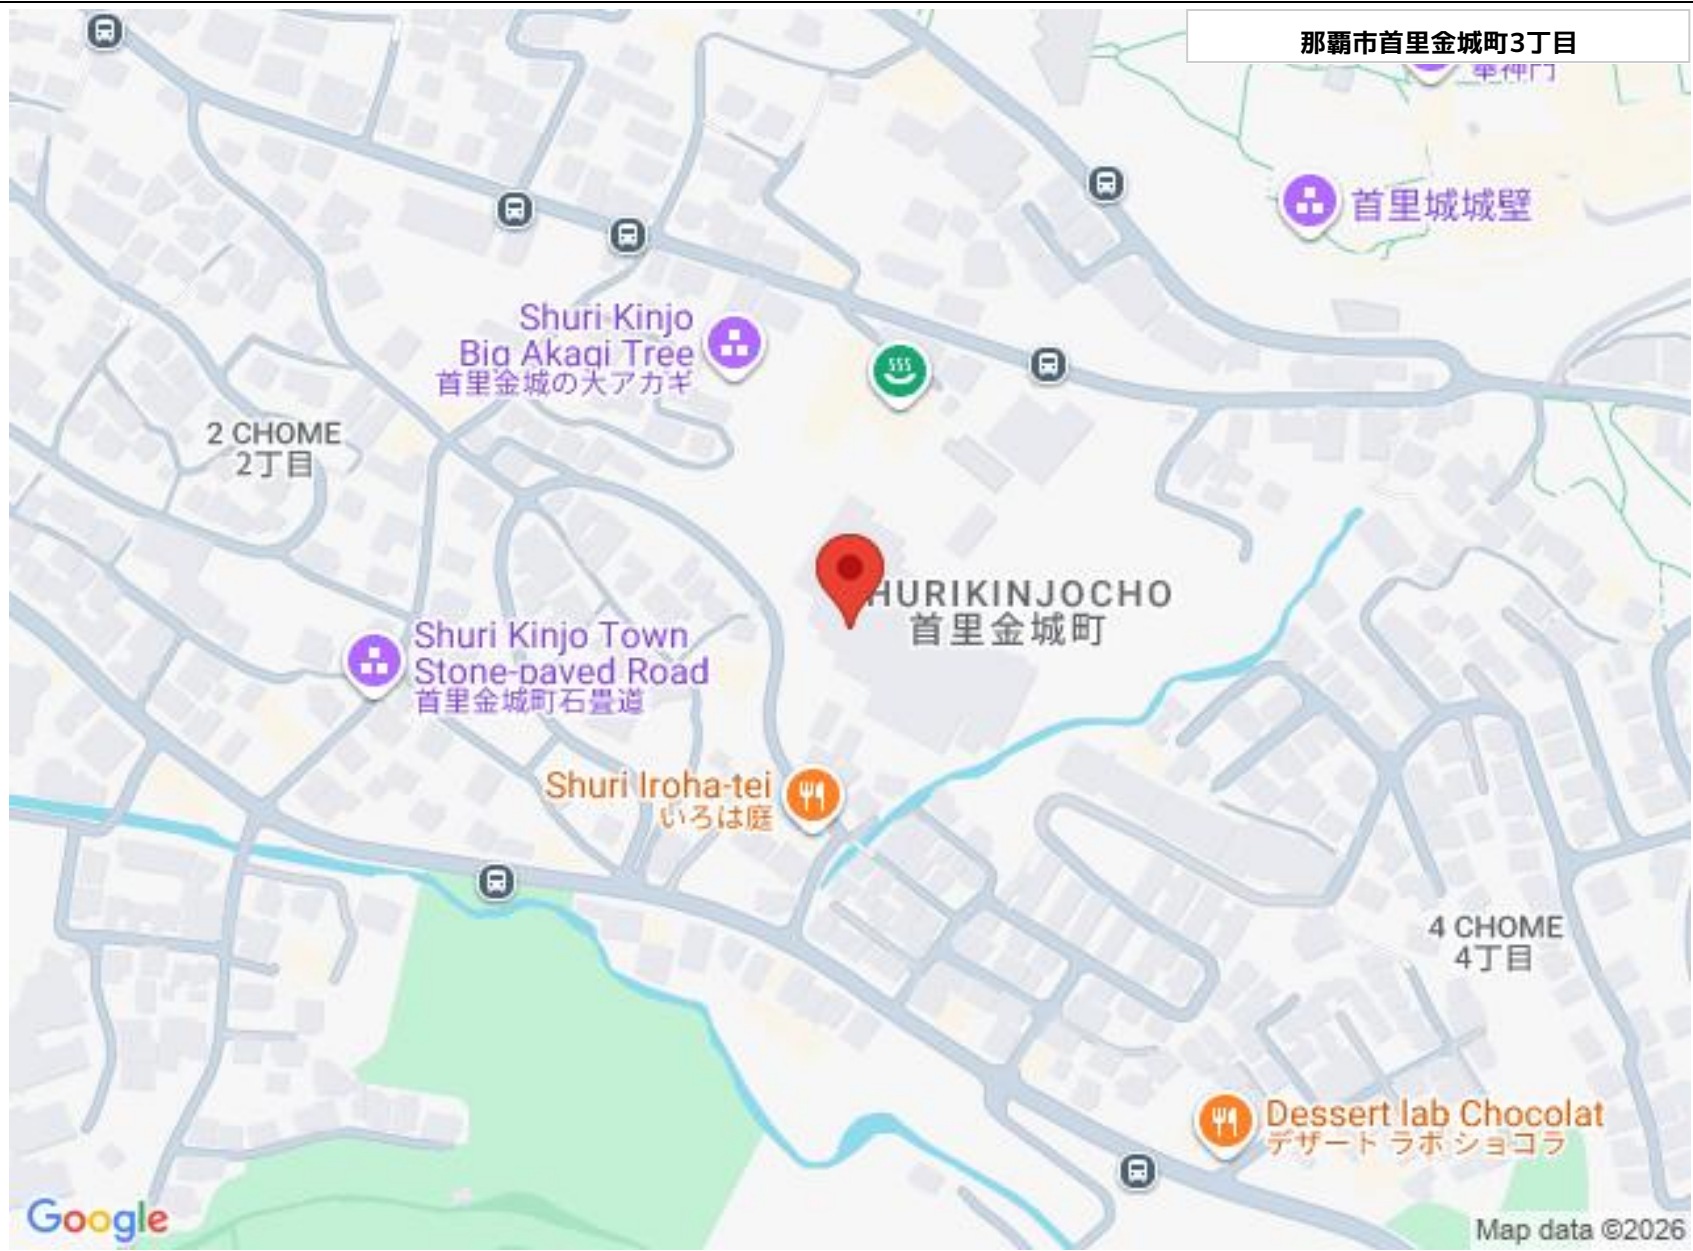 那覇市首里金城町3丁目
奉神門
首里城城壁
Shuri Kinjo
Big Akagi Tree
首里金城の大アカギ
2 CHOME
2丁目
HURIKINJOCHO
首里金城町
Shuri Kinjo Town
Stone-paved Road
首里金城町石畳道
Shuri Iroha-tei
いろは庭
4 CHOME
4丁目
Dessert lab Chocolat
デザート ラボ ショコラ
Google
Map data ©2026